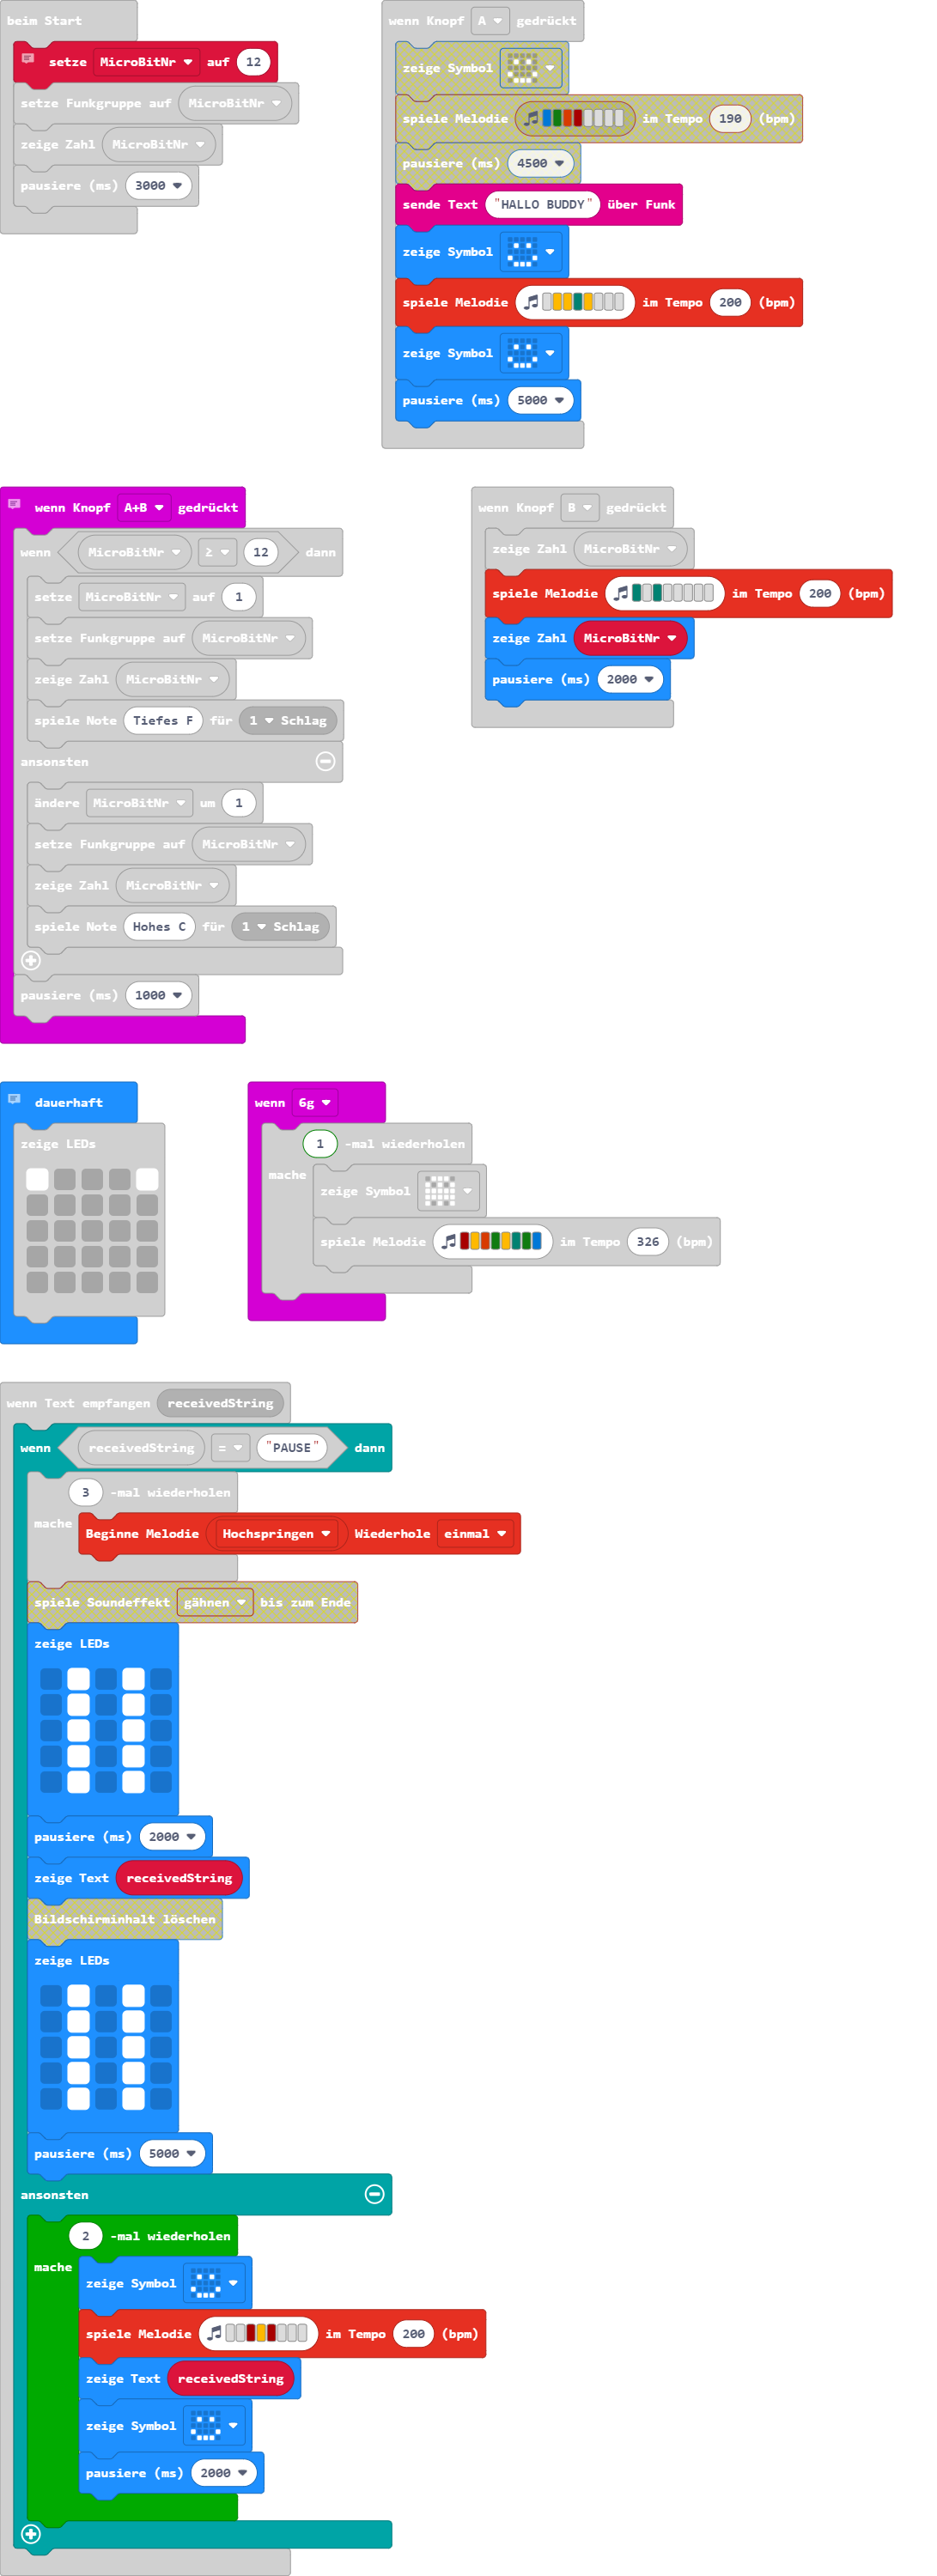 beim Start
setze MicroBitNr auf 12
setze Funkgruppe auf MicroBitNr
zeige Zahl MicroBitNr
pausiere (ms) 3000
wenn Knopf A gedrückt
zeige Symbol
spiele Melodie im Tempo 190 (bpm)
pausiere (ms) 4500
sende Text "HALLO BUDDY" über Funk
zeige Symbol
spiele Melodie im Tempo 200 (bpm)
zeige Symbol
pausiere (ms) 5000
wenn Knopf A+B gedrückt
wenn MicroBitNr ≥ 12 dann
setze MicroBitNr auf 1
setze Funkgruppe auf MicroBitNr
zeige Zahl MicroBitNr
spiele Note Tiefes F für 1 Schlag
ansonsten
ändere MicroBitNr um 1
setze Funkgruppe auf MicroBitNr
zeige Zahl MicroBitNr
spiele Note Hohes C für 1 Schlag
pausiere (ms) 1000
wenn Knopf B gedrückt
zeige Zahl MicroBitNr
spiele Melodie im Tempo 200 (bpm)
zeige Zahl MicroBitNr
pausiere (ms) 2000
dauerhaft
zeige LEDs
wenn 6g
1 -mal wiederholen
mache
zeige Symbol
spiele Melodie im Tempo 326 (bpm)
wenn Text empfangen receivedString
wenn receivedString = "PAUSE" dann
3 -mal wiederholen
mache
Beginne Melodie Hochspringen Wiederhole einmal
spiele Soundeffekt gähnen bis zum Ende
zeige LEDs
pausiere (ms) 2000
zeige Text receivedString
Bildschirminhalt löschen
zeige LEDs
pausiere (ms) 5000
ansonsten
2 -mal wiederholen
mache
zeige Symbol
spiele Melodie im Tempo 200 (bpm)
zeige Text receivedString
zeige Symbol
pausiere (ms) 2000